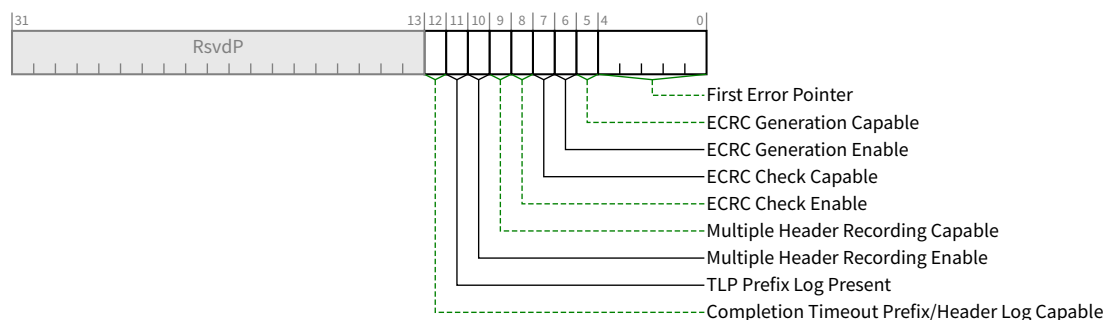 31 13 12 11 10 9 8 7 6 5 4 0
RsvdP
First Error Pointer
ECRC Generation Capable
ECRC Generation Enable
ECRC Check Capable
ECRC Check Enable
Multiple Header Recording Capable
Multiple Header Recording Enable
TLP Prefix Log Present
Completion Timeout Prefix/Header Log Capable